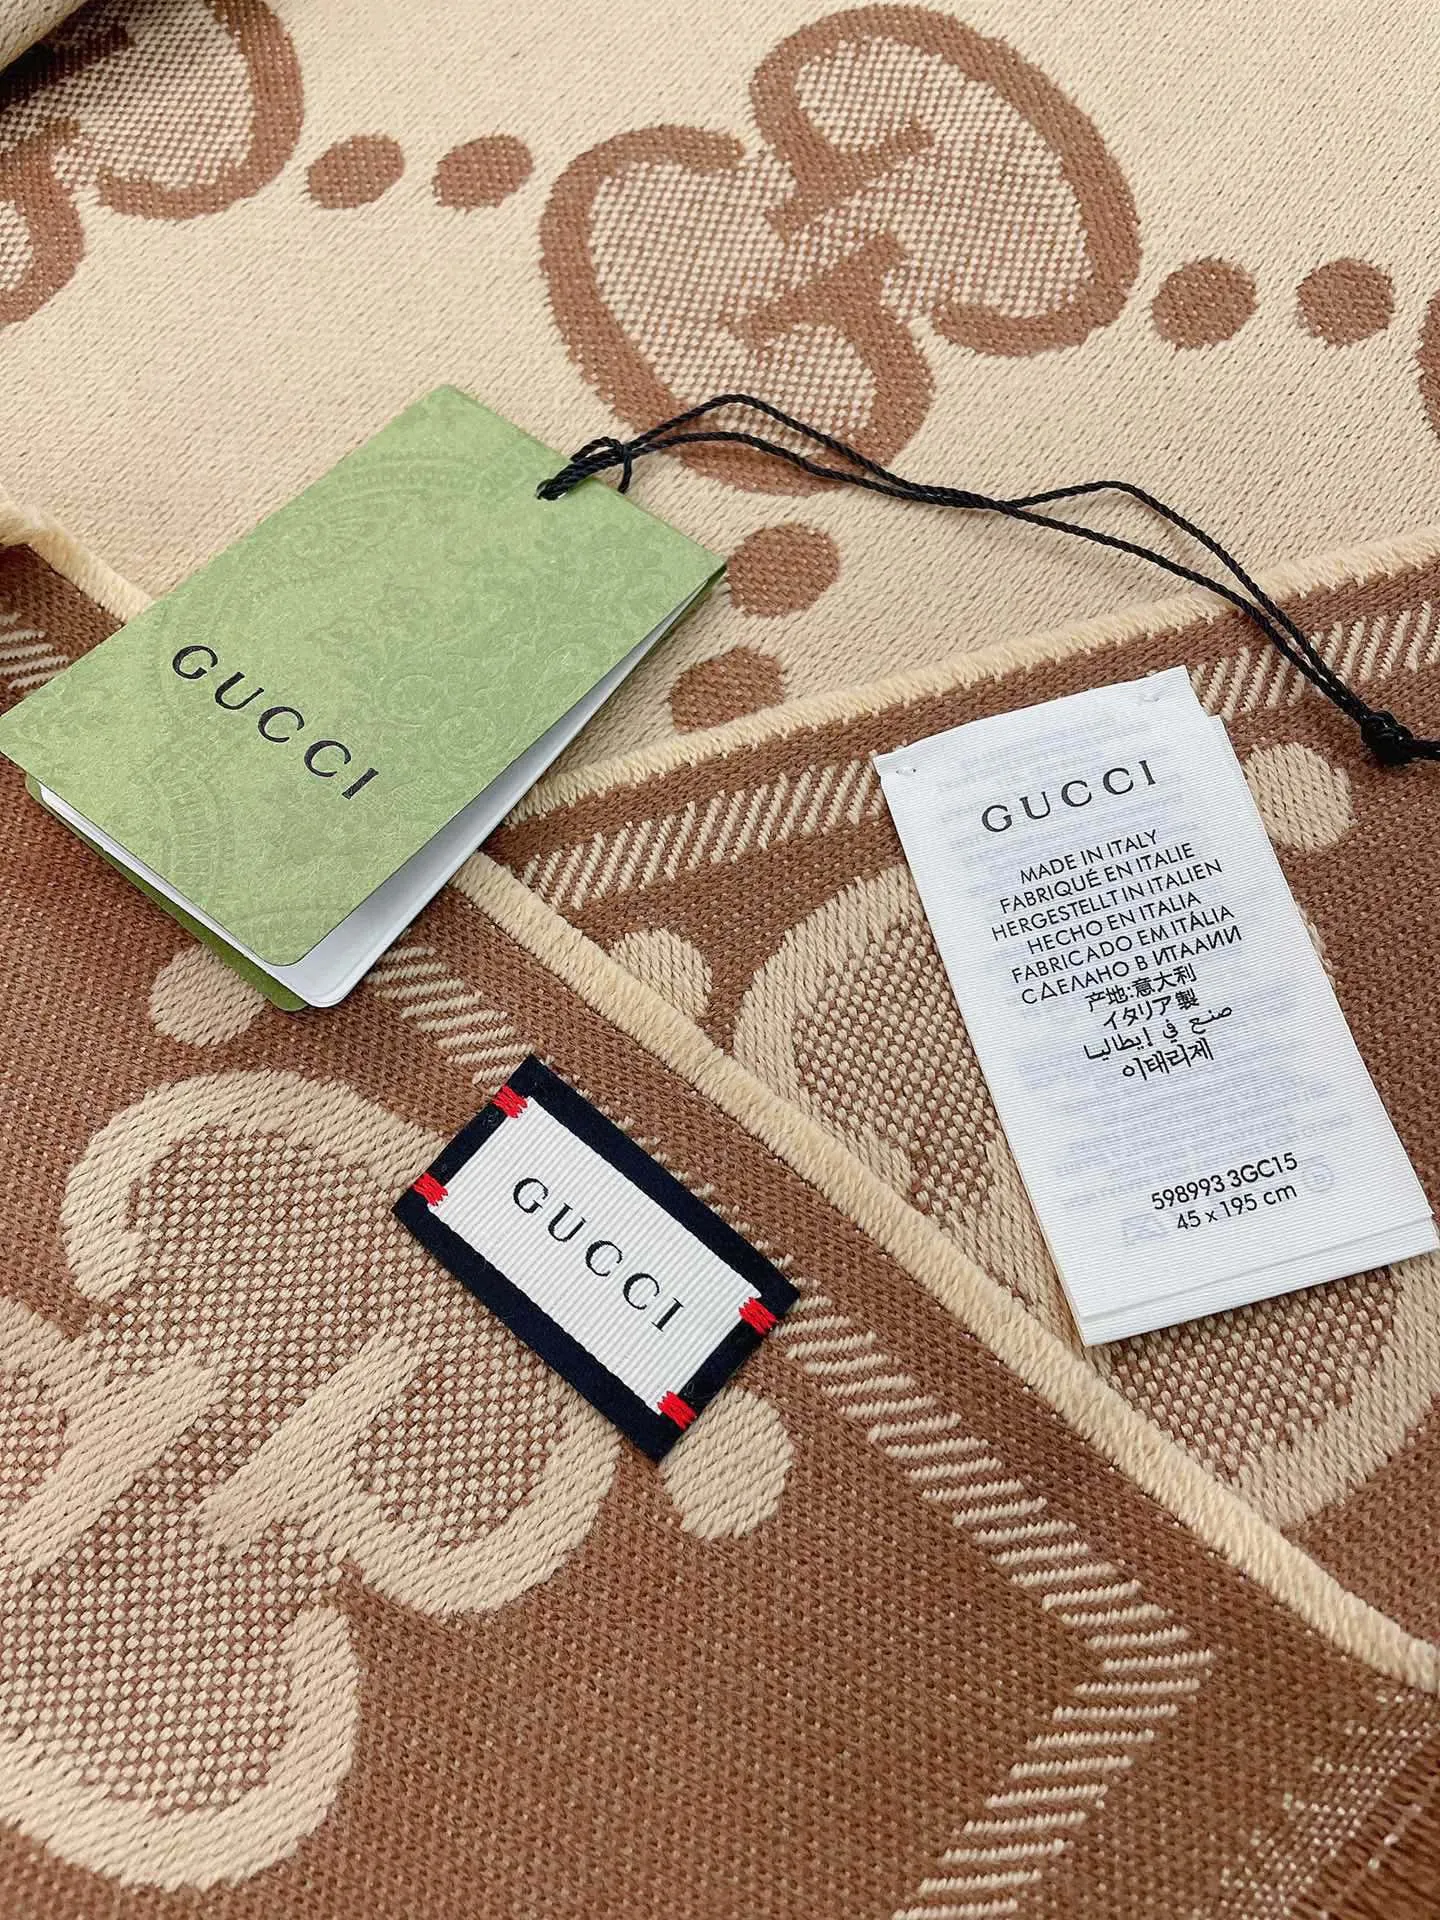 GUCCI
GUCCI
MADE IN ITALY
FABRIQUÉ EN ITALIE
HERGESTELLT IN ITALIEN
HECHO EN ITALIA
FABRICADO EM ITÁLIA
СДЕЛАНО В ИТАЛИИ
产地:意大利
イタリア製
صنع في إيطاليا
이태리제
598993 3GC15
45 x 195 cm
GUCCI